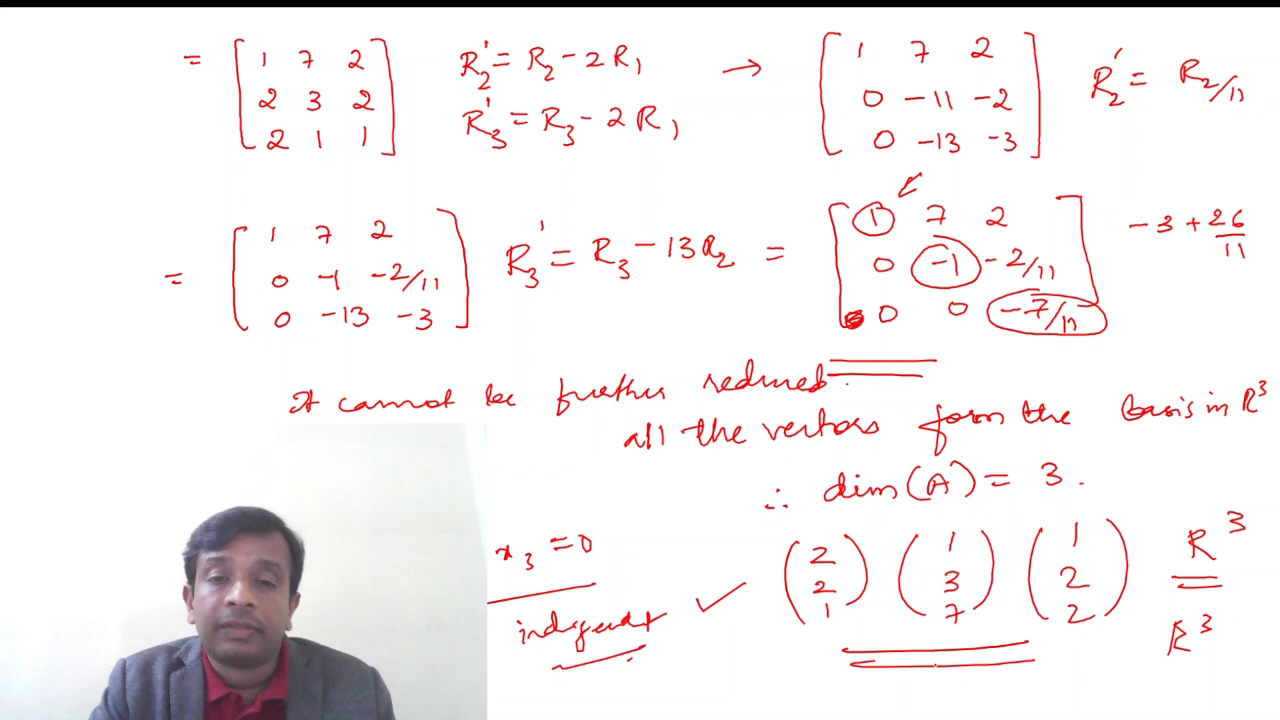 = [1 7 2; 2 3 2; 2 1 1] R₂' = R₂ - 2R₁ R₃' = R₃ - 2R₁ → [1 7 2; 0 -11 -2; 0 -13 -3] R₂' = R₂/11
= [1 7 2; 0 -1 -2/11; 0 -13 -3] R₃' = R₃ - 13R₂ = [1 7 2; 0 -1 -2/11; 0 0 -7/11] -3 + 26/11
It cannot be further reduced.
all the vectors form the basis in R³
∴ dim(A) = 3.
x₃ = 0
independent ✓ (2 2 1) (1 3 7) (1 2 2) R³
R³